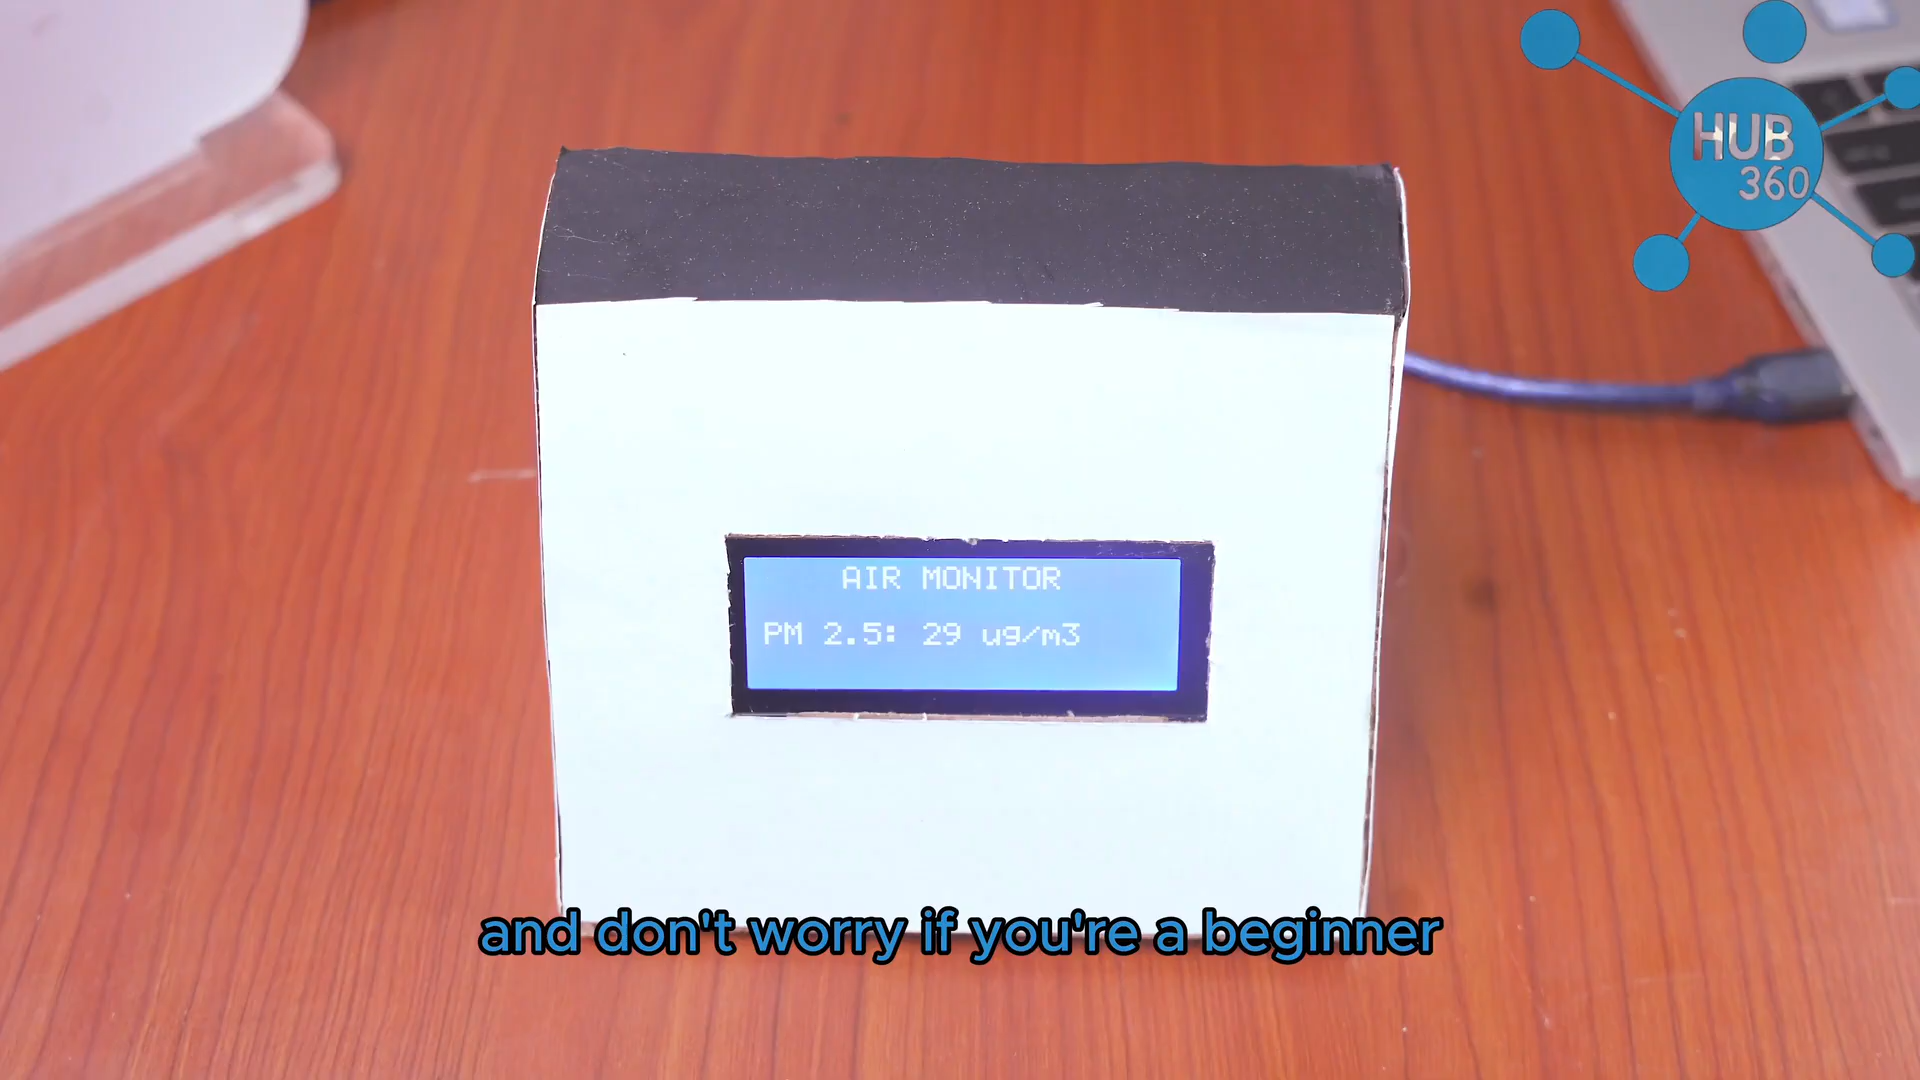 HUB
360
AIR MONITOR
PM 2.5: 29 ug/m3
and don't worry if you're a beginner